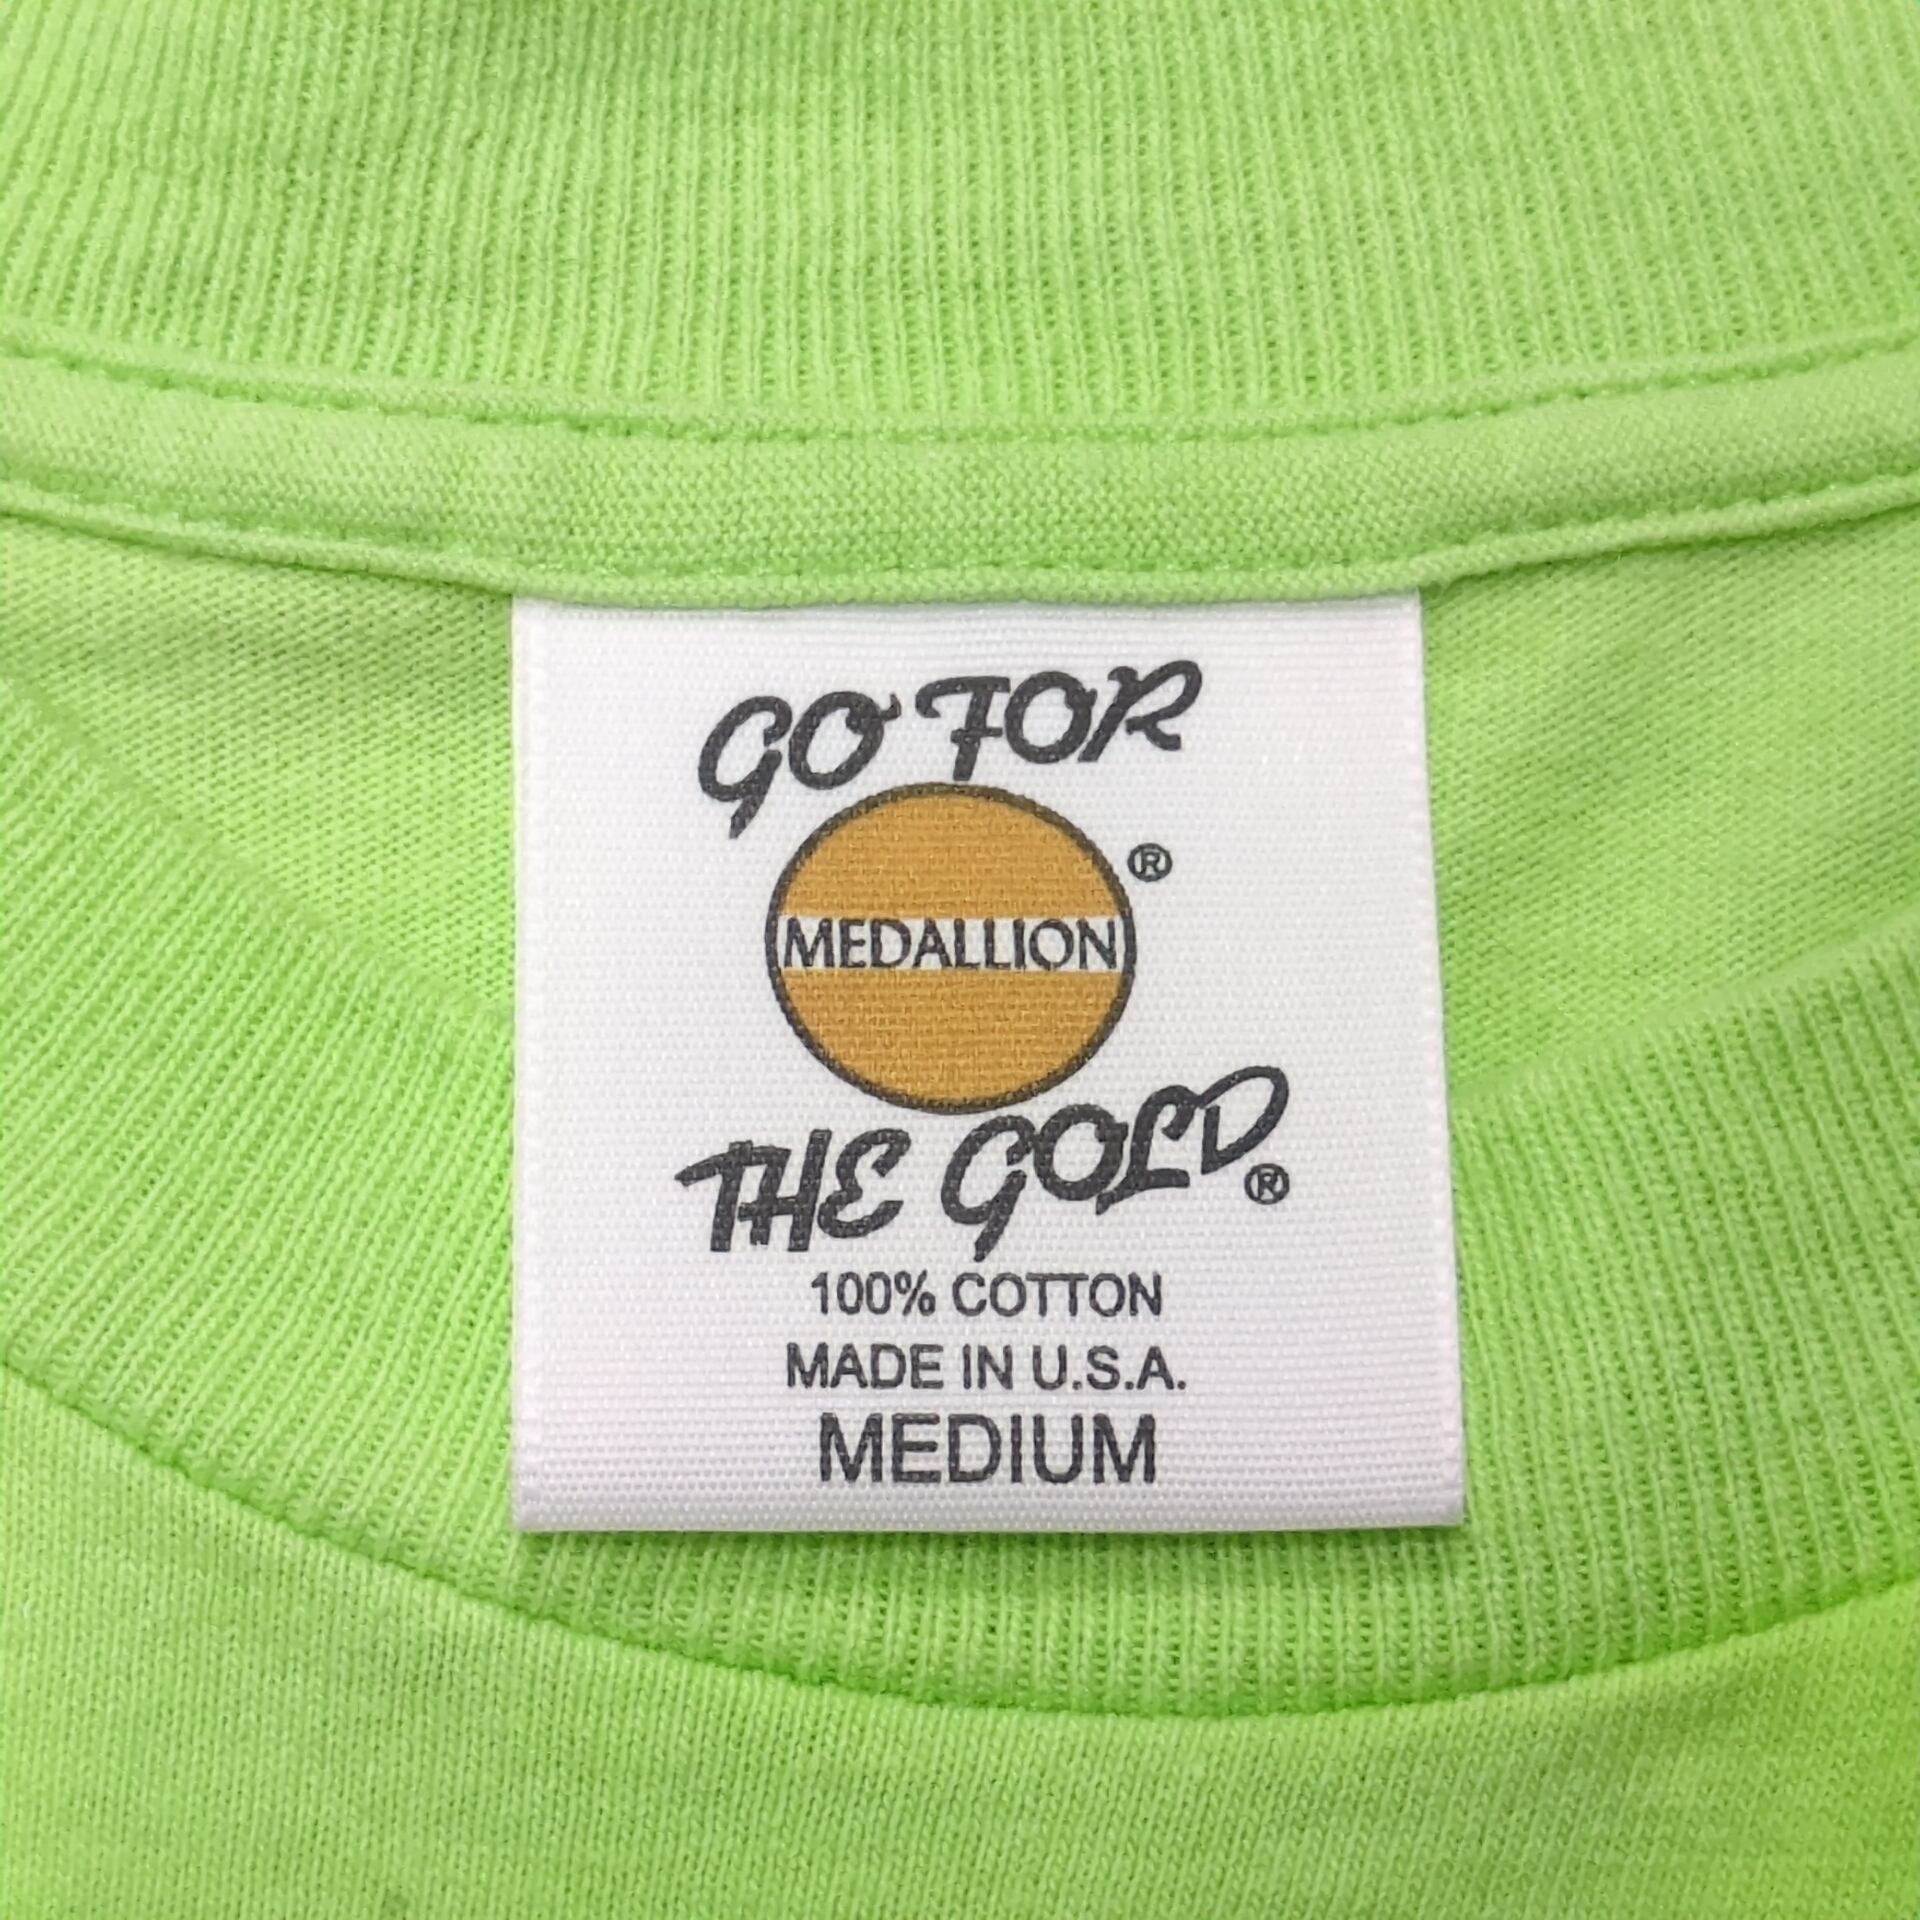 GO FOR
MEDALLION ®
THE GOLD ®
100% COTTON
MADE IN U.S.A.
MEDIUM